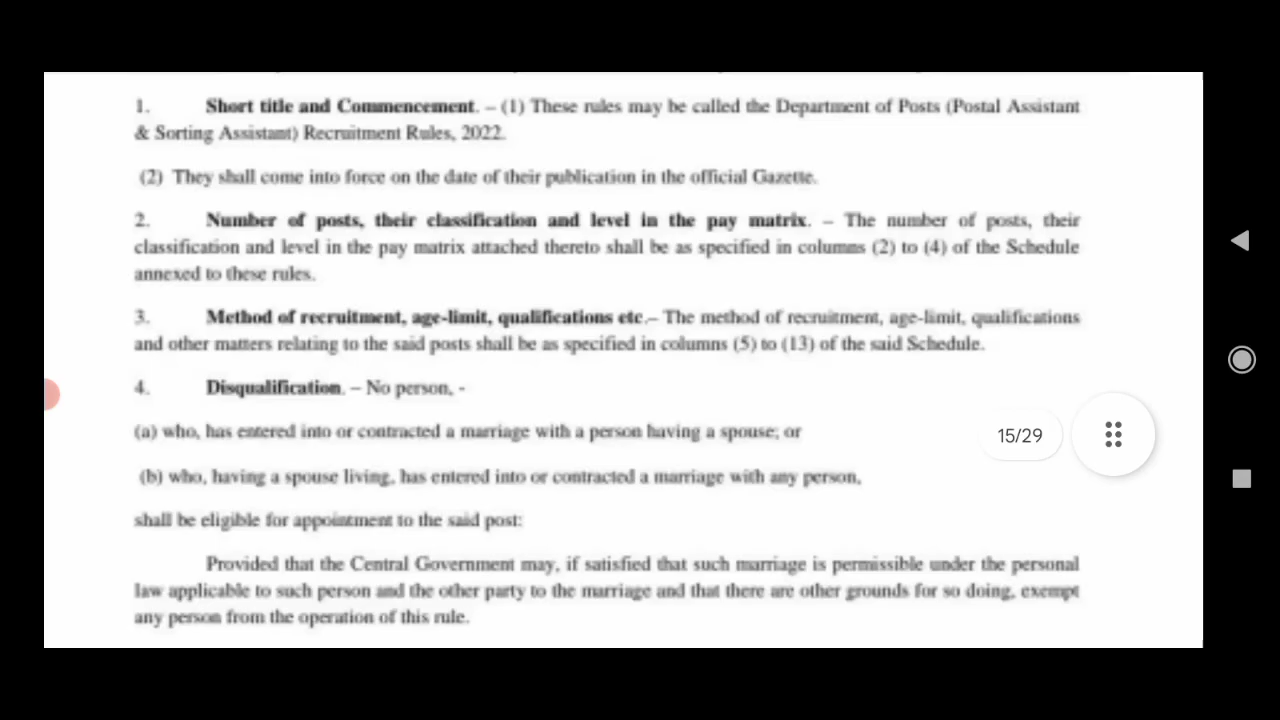 1. Short title and Commencement. – (1) These rules may be called the Department of Posts (Postal Assistant
& Sorting Assistant) Recruitment Rules, 2022.
(2) They shall come into force on the date of their publication in the official Gazette.
2. Number of posts, their classification and level in the pay matrix. – The number of posts, their
classification and level in the pay matrix attached thereto shall be as specified in columns (2) to (4) of the Schedule
annexed to these rules.
3. Method of recruitment, age-limit, qualifications etc.– The method of recruitment, age-limit, qualifications
and other matters relating to the said posts shall be as specified in columns (5) to (13) of the said Schedule.
4. Disqualification. – No person, -
(a) who, has entered into or contracted a marriage with a person having a spouse; or
(b) who, having a spouse living, has entered into or contracted a marriage with any person,
shall be eligible for appointment to the said post:
Provided that the Central Government may, if satisfied that such marriage is permissible under the personal
law applicable to such person and the other party to the marriage and that there are other grounds for so doing, exempt
any person from the operation of this rule.
15/29